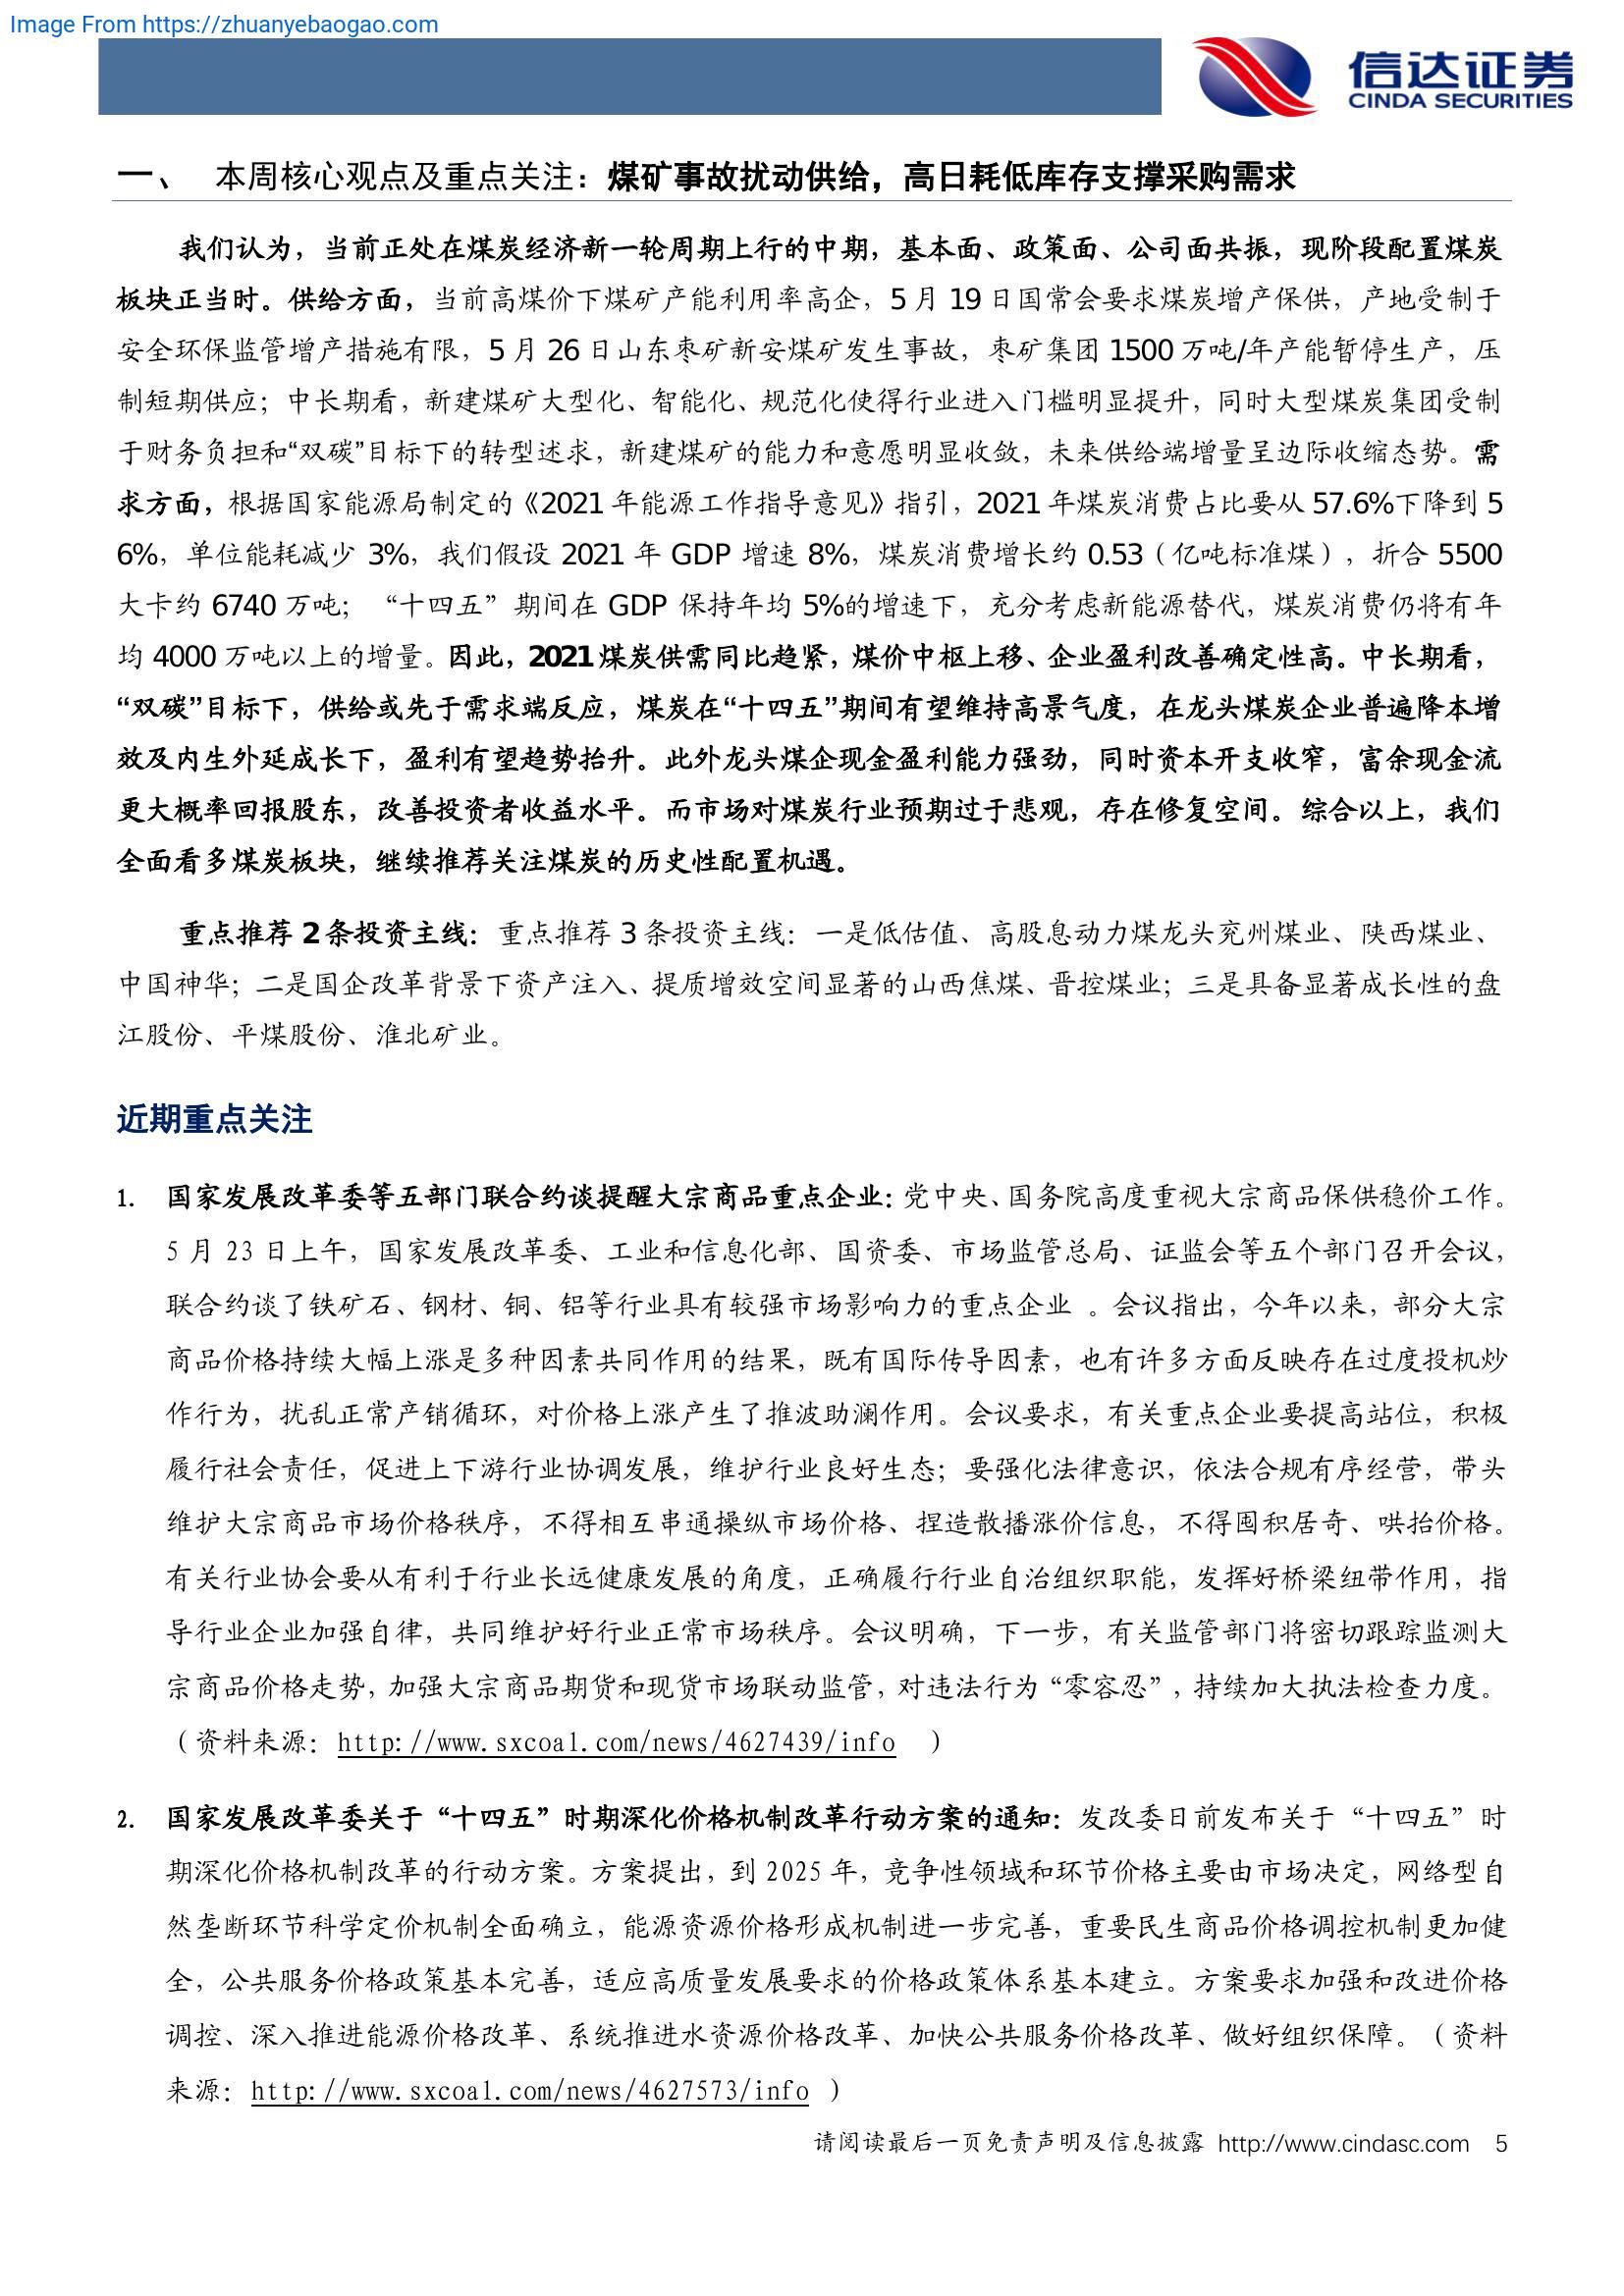 Image From https://zhuanyebaogao.com
信达证券
CINDA SECURITIES
一、 本周核心观点及重点关注：煤矿事故扰动供给，高日耗低库存支撑采购需求
我们认为，当前正处在煤炭经济新一轮周期上行的中期，基本面、政策面、公司面共振，现阶段配置煤炭
板块正当时。供给方面，当前高煤价下煤矿产能利用率高企，5 月 19 日国常会要求煤炭增产保供，产地受制于
安全环保监管增产措施有限，5 月 26 日山东枣矿新安煤矿发生事故，枣矿集团 1500 万吨/年产能暂停生产，压
制短期供应；中长期看，新建煤矿大型化、智能化、规范化使得行业进入门槛明显提升，同时大型煤炭集团受制
于财务负担和“双碳”目标下的转型述求，新建煤矿的能力和意愿明显收敛，未来供给端增量呈边际收缩态势。需
求方面，根据国家能源局制定的《2021 年能源工作指导意见》指引，2021 年煤炭消费占比要从 57.6%下降到 5
6%，单位能耗减少 3%，我们假设 2021 年 GDP 增速 8%，煤炭消费增长约 0.53（亿吨标准煤），折合 5500
大卡约 6740 万吨； “十四五”期间在 GDP 保持年均 5%的增速下，充分考虑新能源替代，煤炭消费仍将有年
均 4000 万吨以上的增量。因此，2021 煤炭供需同比趋紧，煤价中枢上移、企业盈利改善确定性高。中长期看，
“双碳”目标下，供给或先于需求端反应，煤炭在“十四五”期间有望维持高景气度，在龙头煤炭企业普遍降本增
效及内生外延成长下，盈利有望趋势抬升。此外龙头煤企现金盈利能力强劲，同时资本开支收窄，富余现金流
更大概率回报股东，改善投资者收益水平。而市场对煤炭行业预期过于悲观，存在修复空间。综合以上，我们
全面看多煤炭板块，继续推荐关注煤炭的历史性配置机遇。
重点推荐 2 条投资主线：重点推荐 3 条投资主线：一是低估值、高股息动力煤龙头兖州煤业、陕西煤业、
中国神华；二是国企改革背景下资产注入、提质增效空间显著的山西焦煤、晋控煤业；三是具备显著成长性的盘
江股份、平煤股份、淮北矿业。
近期重点关注
1. 国家发展改革委等五部门联合约谈提醒大宗商品重点企业：党中央、国务院高度重视大宗商品保供稳价工作。
5 月 23 日上午，国家发展改革委、工业和信息化部、国资委、市场监管总局、证监会等五个部门召开会议，
联合约谈了铁矿石、钢材、铜、铝等行业具有较强市场影响力的重点企业 。会议指出，今年以来，部分大宗
商品价格持续大幅上涨是多种因素共同作用的结果，既有国际传导因素，也有许多方面反映存在过度投机炒
作行为，扰乱正常产销循环，对价格上涨产生了推波助澜作用。会议要求，有关重点企业要提高站位，积极
履行社会责任，促进上下游行业协调发展，维护行业良好生态；要强化法律意识，依法合规有序经营，带头
维护大宗商品市场价格秩序，不得相互串通操纵市场价格、捏造散播涨价信息，不得囤积居奇、哄抬价格。
有关行业协会要从有利于行业长远健康发展的角度，正确履行行业自治组织职能，发挥好桥梁纽带作用，指
导行业企业加强自律，共同维护好行业正常市场秩序。会议明确，下一步，有关监管部门将密切跟踪监测大
宗商品价格走势，加强大宗商品期货和现货市场联动监管，对违法行为“零容忍”，持续加大执法检查力度。
（资料来源：http://www.sxcoal.com/news/4627439/info ）
2. 国家发展改革委关于“十四五”时期深化价格机制改革行动方案的通知：发改委日前发布关于“十四五”时
期深化价格机制改革的行动方案。方案提出，到 2025 年，竞争性领域和环节价格主要由市场决定，网络型自
然垄断环节科学定价机制全面确立，能源资源价格形成机制进一步完善，重要民生商品价格调控机制更加健
全，公共服务价格政策基本完善，适应高质量发展要求的价格政策体系基本建立。方案要求加强和改进价格
调控、深入推进能源价格改革、系统推进水资源价格改革、加快公共服务价格改革、做好组织保障。（资料
来源：http://www.sxcoal.com/news/4627573/info ）
请阅读最后一页免责声明及信息披露 http://www.cindasc.com 5